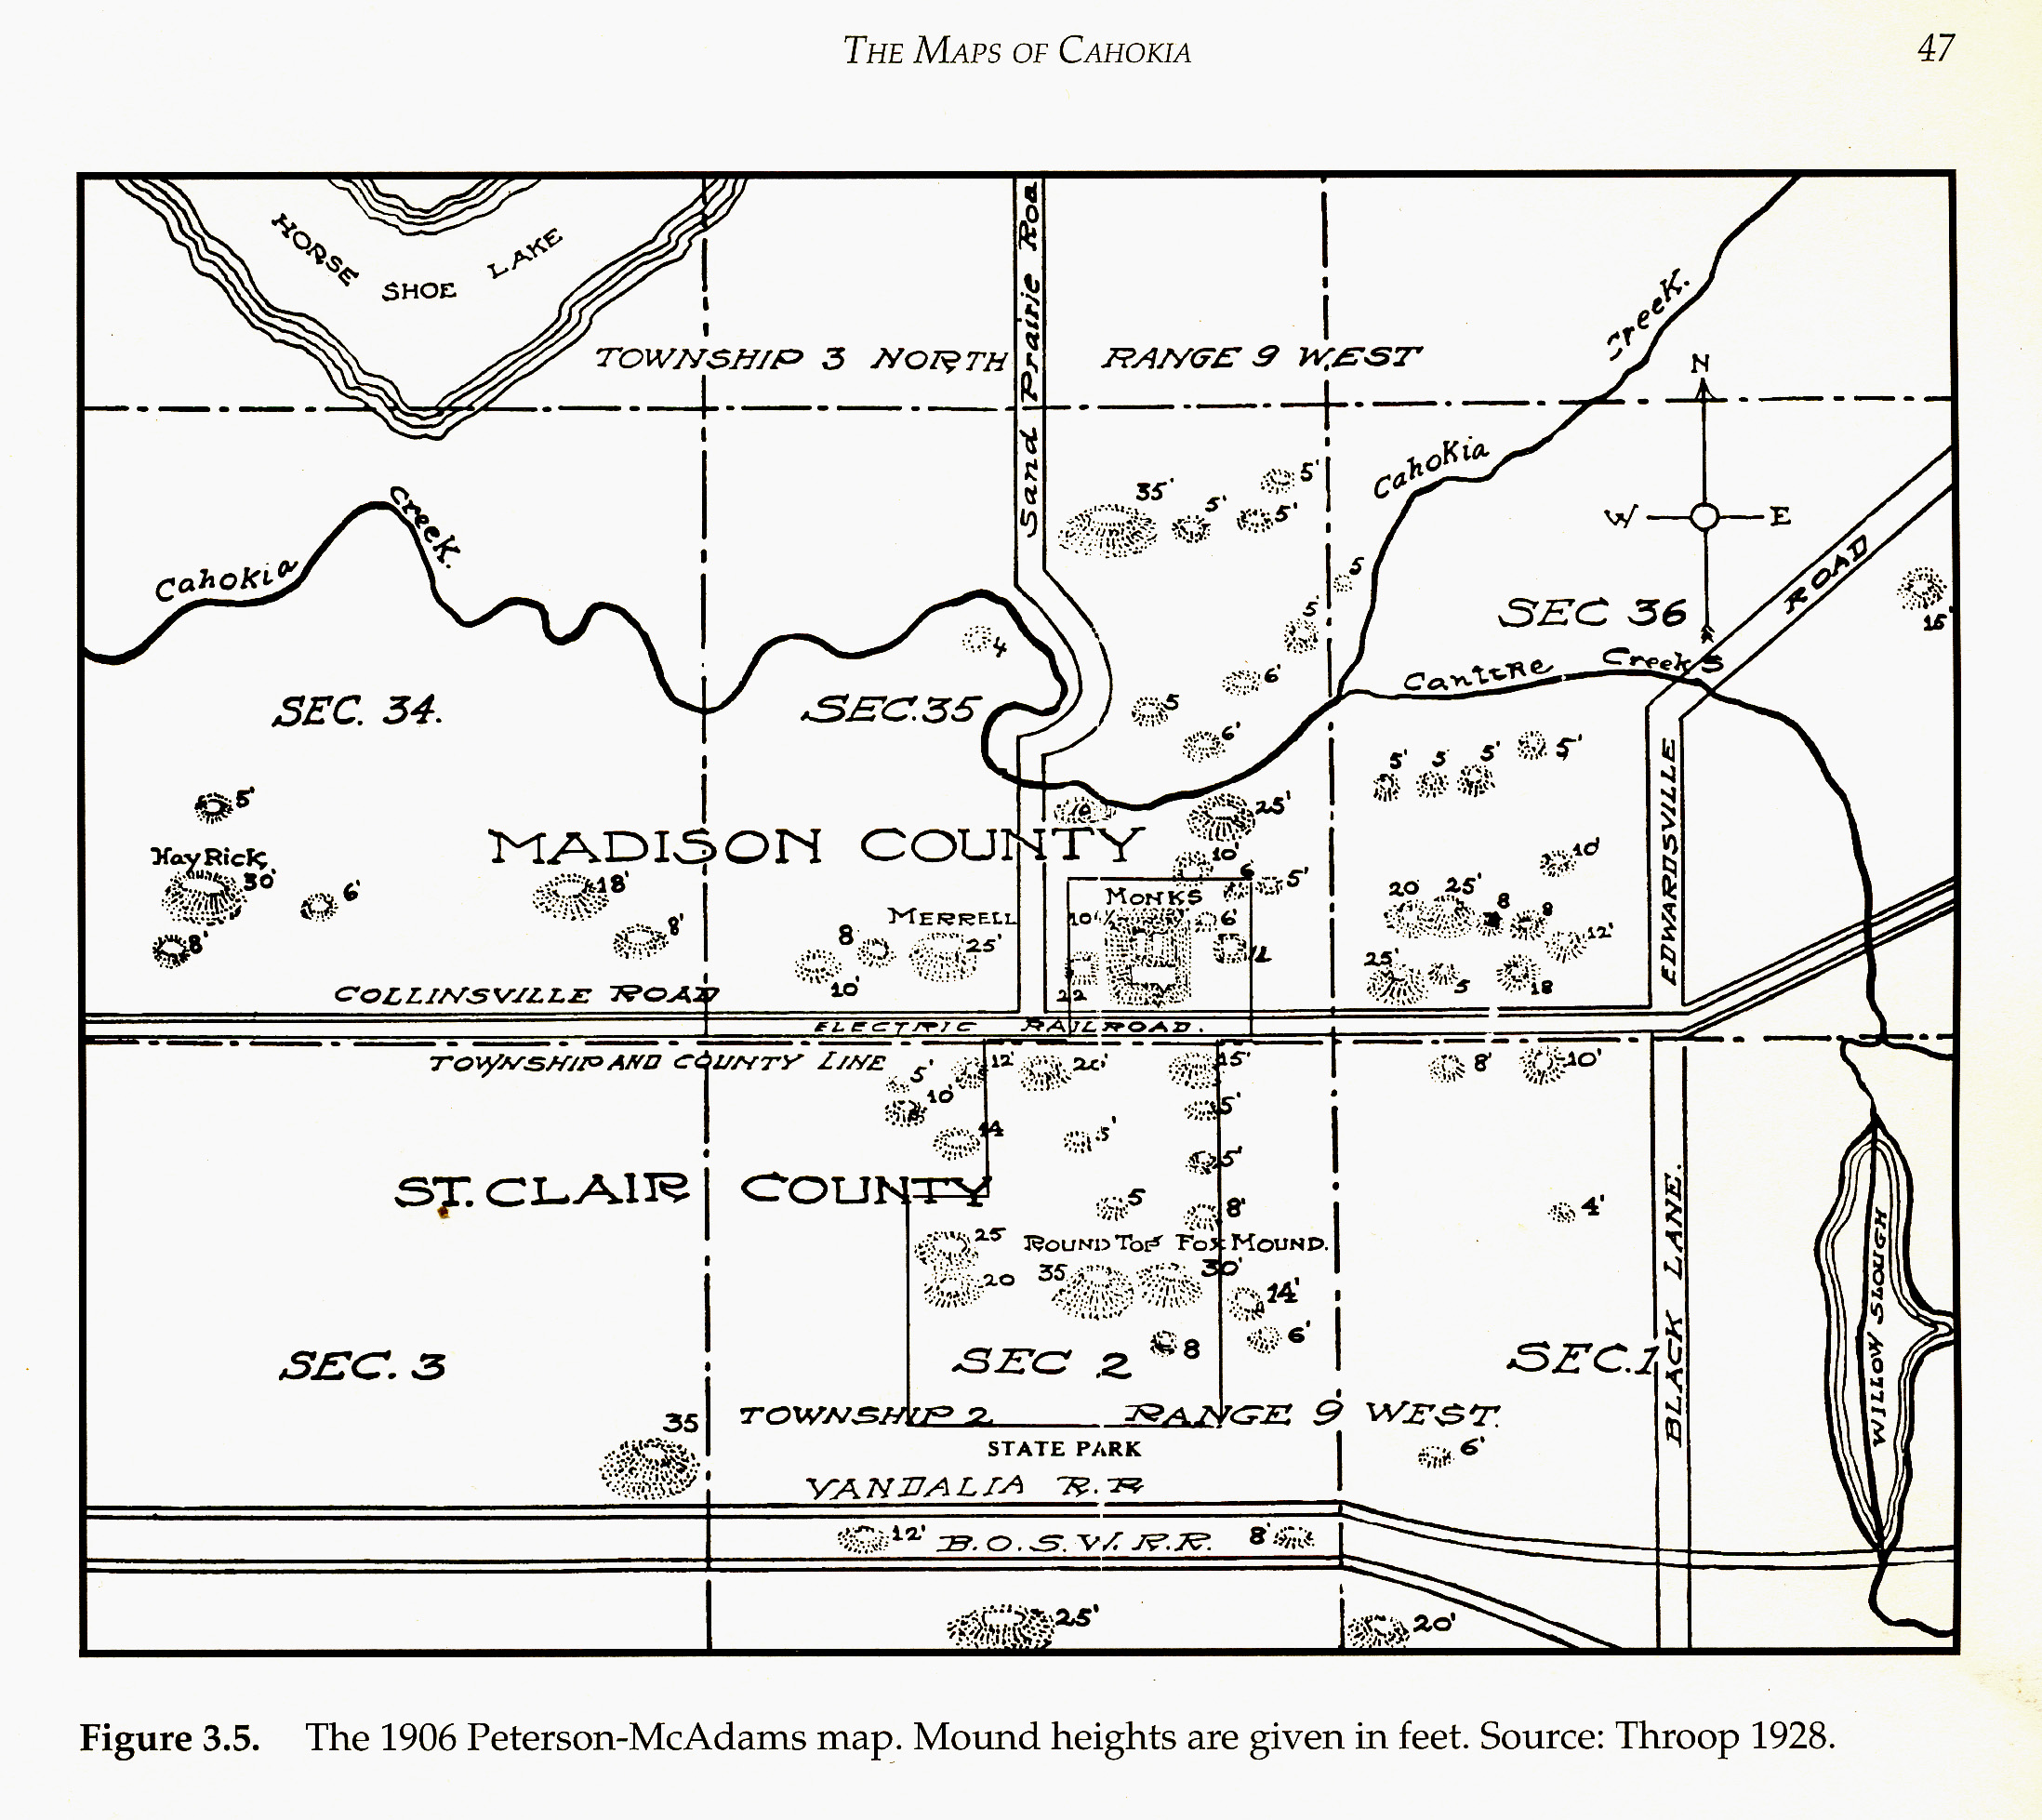 THE MAPS OF CAHOKIA
47
HORSE SHOE LAKE
TOWNSHIP 3 NORTH
RANGE 9 WEST
Sand Prairie Roa
Creek.
N
Cahokia
W
E
35'
5'
5'
5'
Creek.
Cahokia
ROAD
5
15'
5'
SEC 36
4
Creek S
6'
SEC. 34.
SEC. 35
5
6'
5'
5
5'
5'
5'
10
25'
MADISON COUNTY
EDWARDSVILLE
Hay Rick
30'
6'
18'
8'
8'
10'
6
5'
10'
MONKS
20
25'
8
8
12'
MERRELL
25'
8
10'
10'
6'
22
25'
5
18
COLLINSVILLE ROAD
ELECTRIC RAILROAD.
TOWNSHIP AND COUNTY LINE
5'
12'
15'
8'
10'
10'
5'
14
5'
5'
ST. CLAIR COUNTY
5
8'
4'
BLACK LANE.
WILLOW SLOUGH
25
ROUND TOP
FOX MOUND.
20
35
30'
14'
6'
8
SEC. 3
SEC 2
SEC. 1
35
TOWNSHIP 2
RANGE 9 WEST.
STATE PARK
6'
VANDALIA R.R
12'
B.O.S.W. R.R.
8'
25'
20'
Figure 3.5. The 1906 Peterson-McAdams map. Mound heights are given in feet. Source: Throop 1928.